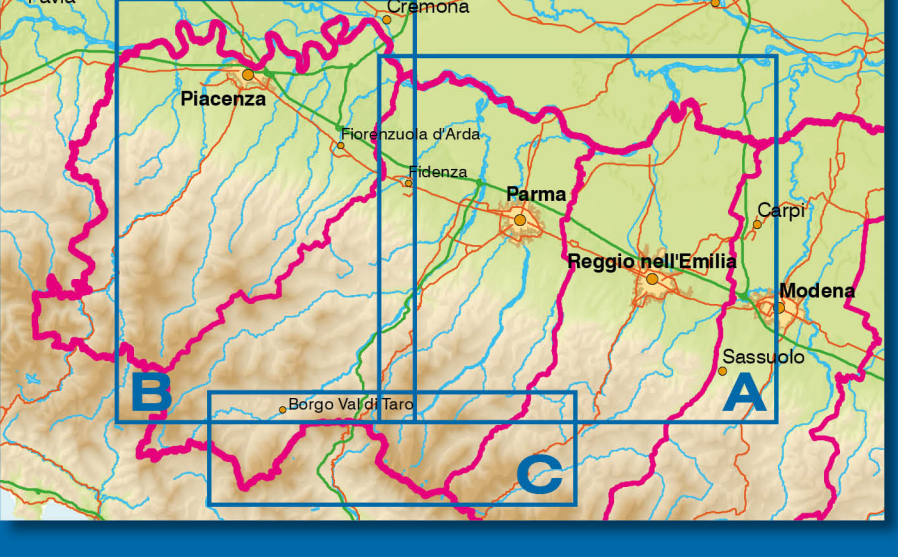 Cremona
Piacenza
Fiorenzuola d'Arda
Fidenza
Parma
Carpi
Reggio nell'Emilia
Modena
Sassuolo
B
A
Borgo Val di Taro
C